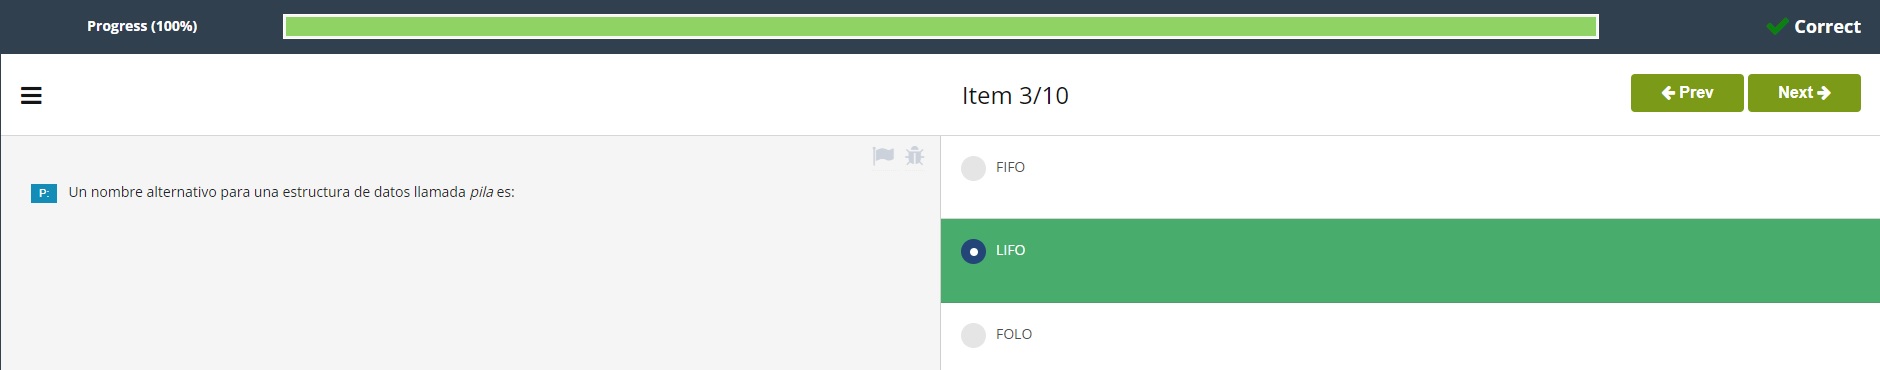 Progress (100%)
Correct
Item 3/10
Prev
Next
P: Un nombre alternativo para una estructura de datos llamada pila es:
FIFO
LIFO
FOLO